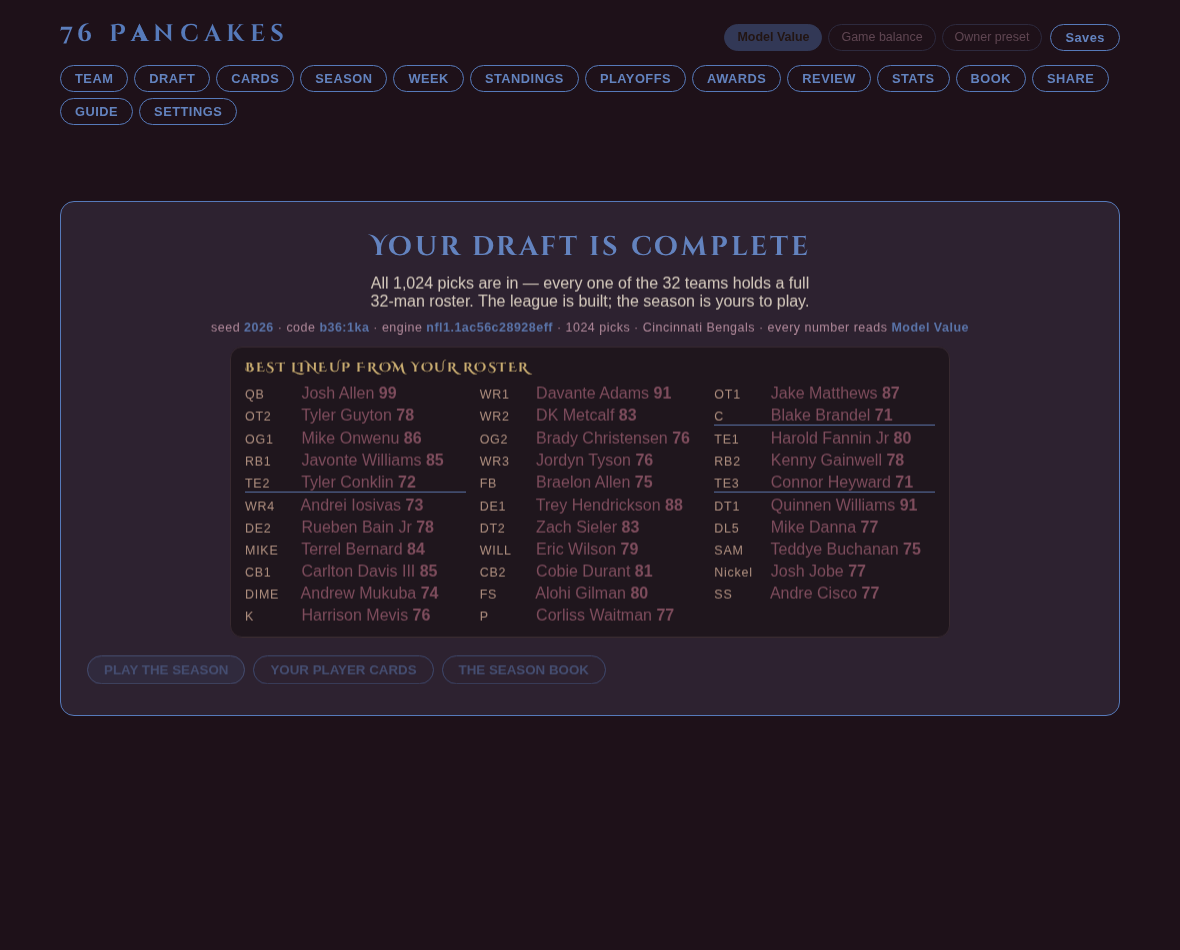 76 PANCAKES
Model Value Game balance Owner preset Saves
TEAM DRAFT CARDS SEASON WEEK STANDINGS PLAYOFFS AWARDS REVIEW STATS BOOK SHARE
GUIDE SETTINGS
YOUR DRAFT IS COMPLETE
All 1,024 picks are in — every one of the 32 teams holds a full
32-man roster. The league is built; the season is yours to play.
seed 2026 · code b36:1ka · engine nfl1.1ac56c28928eff · 1024 picks · Cincinnati Bengals · every number reads Model Value
BEST LINEUP FROM YOUR ROSTER
QB Josh Allen 99 WR1 Davante Adams 91 OT1 Jake Matthews 87
OT2 Tyler Guyton 78 WR2 DK Metcalf 83 C Blake Brandel 71
OG1 Mike Onwenu 86 OG2 Brady Christensen 76 TE1 Harold Fannin Jr 80
RB1 Javonte Williams 85 WR3 Jordyn Tyson 76 RB2 Kenny Gainwell 78
TE2 Tyler Conklin 72 FB Braelon Allen 75 TE3 Connor Heyward 71
WR4 Andrei Iosivas 73 DE1 Trey Hendrickson 88 DT1 Quinnen Williams 91
DE2 Rueben Bain Jr 78 DT2 Zach Sieler 83 DL5 Mike Danna 77
MIKE Terrel Bernard 84 WILL Eric Wilson 79 SAM Teddye Buchanan 75
CB1 Carlton Davis III 85 CB2 Cobie Durant 81 Nickel Josh Jobe 77
DIME Andrew Mukuba 74 FS Alohi Gilman 80 SS Andre Cisco 77
K Harrison Mevis 76 P Corliss Waitman 77
PLAY THE SEASON YOUR PLAYER CARDS THE SEASON BOOK